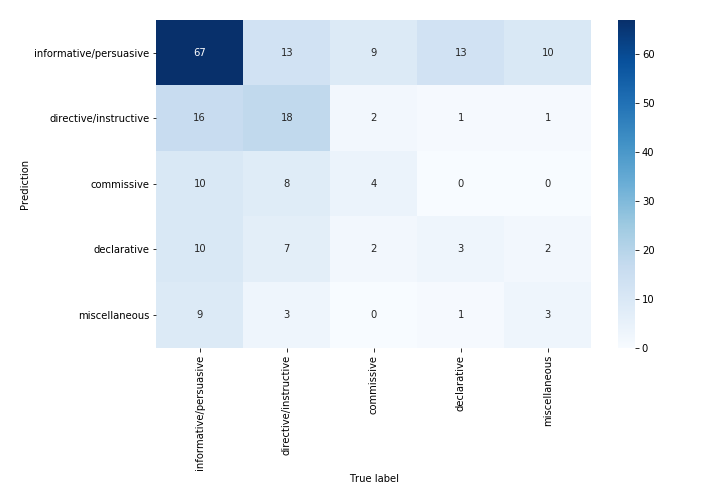 informative/persuasive 67 13 9 13 10
directive/instructive 16 18 2 1 1
commissive 10 8 4 0 0
declarative 10 7 2 3 2
miscellaneous 9 3 0 1 3
Prediction
informative/persuasive
directive/instructive
commissive
declarative
miscellaneous
True label
60
50
40
30
20
10
0